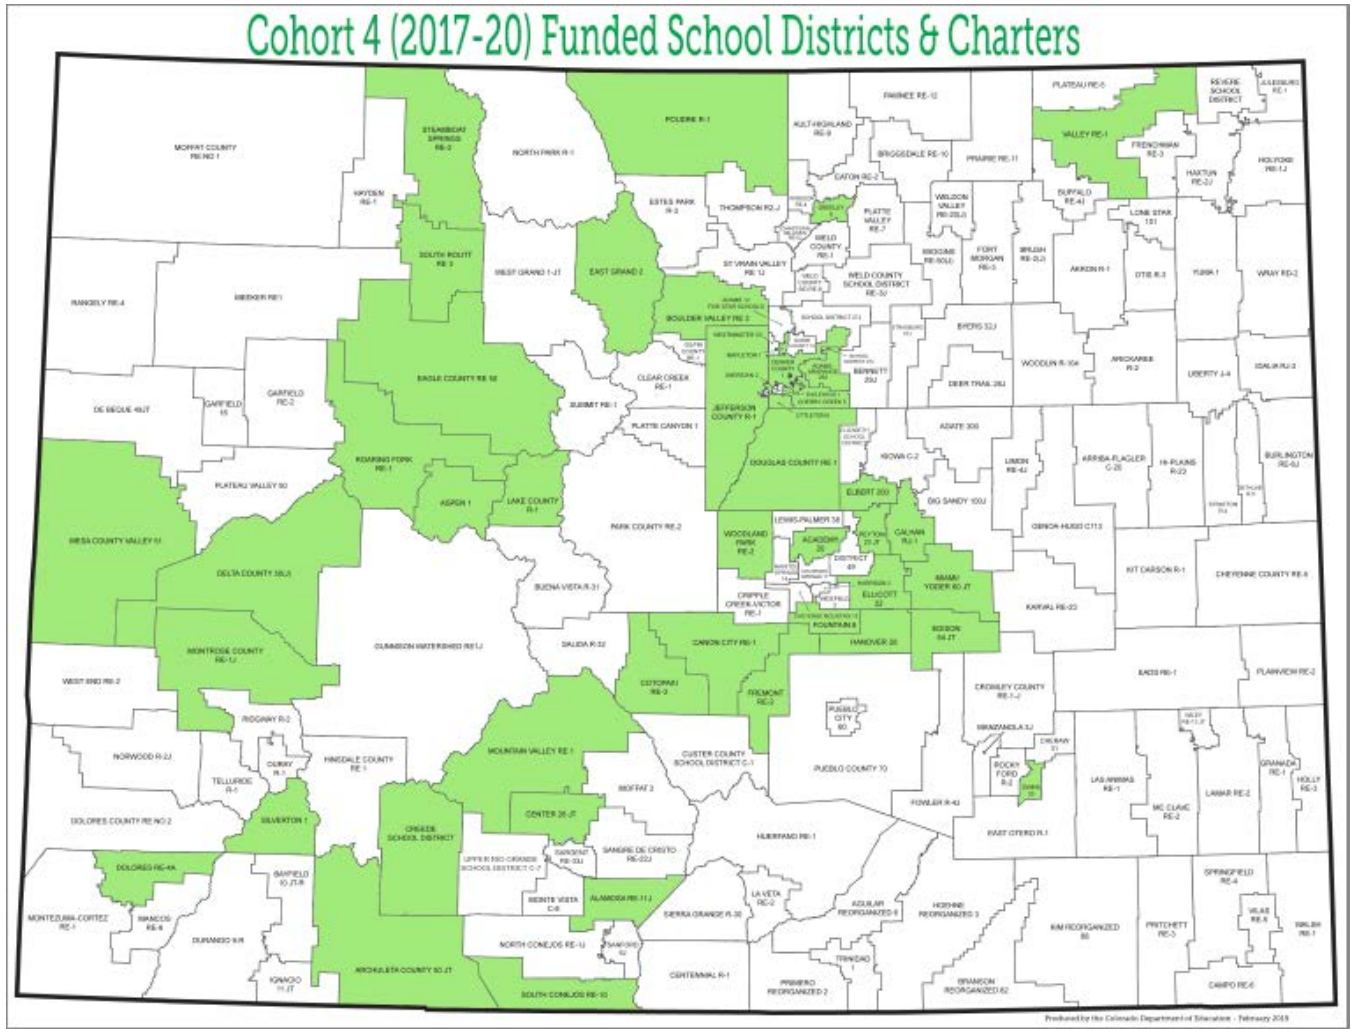 Cohort 4 (2017-20) Funded School Districts & Charters
MOFFAT COUNTY
RE:NO 1
HAYDEN
RE-1
STEAMBOAT
SPRINGS
RE-2
NORTH PARK R-1
POUDRE R-1
AULT-HIGHLAND
RE-9
PAWNEE RE-12
BRIGGSDALE RE-10
PRAIRIE RE-11
PLATEAU RE-5
VALLEY RE-1
FRENCHMAN
RE-3
REVERE
SCHOOL
DISTRICT
JULESBURG
RE-1
HAXTUN
RE-2J
HOLYOKE
RE-1J
BUFFALO
RE-4J
LONE STAR
101
EATON RE-2
ESTES PARK
R-3
THOMPSON R2-J
PLATTE
VALLEY
RE-7
WELDON
VALLEY
RE-20(J)
WELD
COUNTY
RE-1
WIGGINS
RE-50(J)
FORT
MORGAN
RE-3
BRUSH
RE-2(J)
AKRON R-1
OTIS R-3
YUMA 1
WRAY RD-2
RANGELY RE-4
MEEKER RE1
SOUTH ROUTT
RE 3
WEST GRAND 1-JT
EAST GRAND 2
ST VRAIN VALLEY
RE 1J
WELD COUNTY
SCHOOL DISTRICT
RE-3J
BOULDER VALLEY RE 2
ADAMS 12
FIVE STAR SCHOOLS
SCHOOL DISTRICT 27J
BYERS 32J
WOODLIN R-104
ARICKAREE
R-2
LIBERTY J-4
IDALIA RJ-3
DE BEQUE 49JT
GARFIELD
16
GARFIELD
RE-2
EAGLE COUNTY RE 50
SUMMIT RE-1
CLEAR CREEK
RE-1
PLATTE CANYON 1
JEFFERSON
COUNTY R-1
BENNETT
29J
DEER TRAIL 26J
LITTLETON 6
DOUGLAS COUNTY RE 1
KIOWA C-2
AGATE 300
LIMON
RE-4J
ARRIBA-FLAGLER
C-20
HI-PLAINS
R-23
BURLINGTON
RE-6J
ROARING FORK
RE-1
PLATEAU VALLEY 50
ASPEN 1
LAKE COUNTY
R-1
PARK COUNTY RE-2
ELBERT 200
BIG SANDY 100J
GENOA-HUGO C113
MESA COUNTY VALLEY 51
DELTA COUNTY 50(J)
WOODLAND
PARK
RE-2
LEWIS-PALMER 38
ACADEMY
20
PEYTON
23 JT
CALHAN
RJ-1
DISTRICT
49
KIT CARSON R-1
CHEYENNE COUNTY RE-5
BUENA VISTA R-31
CRIPPLE
CREEK-VICTOR
RE-1
ELLICOTT
22
MIAMI/
YODER 60 JT
KARVAL RE-23
FOUNTAIN 8
HANOVER 28
EDISON
54 JT
MONTROSE COUNTY
RE-1J
GUNNISON WATERSHED RE1J
SALIDA R-32
CANON CITY RE-1
COTOPAXI
RE-3
FREMONT
RE-2
WEST END RE-2
EADS RE-1
PLAINVIEW RE-2
RIDGWAY R-2
CROWLEY COUNTY
RE-1-J
PUEBLO
CITY
60
MANZANOLA 3J
CHERAW
31
NORWOOD R-2J
TELLURIDE
R-1
OURAY
R-1
HINSDALE COUNTY
RE 1
MOUNTAIN VALLEY RE 1
CUSTER COUNTY
SCHOOL DISTRICT C-1
PUEBLO COUNTY 70
ROCKY
FORD
R-2
LAS ANIMAS
RE-1
GRANADA
RE-1
HOLLY
RE-3
MOFFAT 2
FOWLER R-4J
MC CLAVE
RE-2
LAMAR RE-2
DOLORES COUNTY RE NO.2
SILVERTON 1
CREEDE
SCHOOL DISTRICT
CENTER 26 JT
HUERFANO RE-1
EAST OTERO R-1
SARGENT
RE-33J
SANGRE DE CRISTO
RE-22J
UPPER RIO GRANDE
SCHOOL DISTRICT C-7
DOLORES RE-4A
BAYFIELD
10 JT-R
MONTE VISTA
C-8
ALAMOSA RE-11J
LA VETA
RE-2
SPRINGFIELD
RE-4
MONTEZUMA-CORTEZ
RE-1
MANCOS
RE-6
DURANGO 9-R
SIERRA GRANDE R-30
AGUILAR
REORGANIZED 6
HOEHNE
REORGANIZED 3
KIM REORGANIZED
88
PRITCHETT
RE-3
VILAS
RE-5
WALSH
RE-1
NORTH CONEJOS RE-1J
SANFORD
6J
IGNACIO
11 JT
ARCHULETA COUNTY 50 JT
SOUTH CONEJOS RE-10
CENTENNIAL R-1
PRIMERO
REORGANIZED 2
TRINIDAD
1
BRANSON
REORGANIZED 82
CAMPO RE-6
Produced by the Colorado Department of Education - February 2018